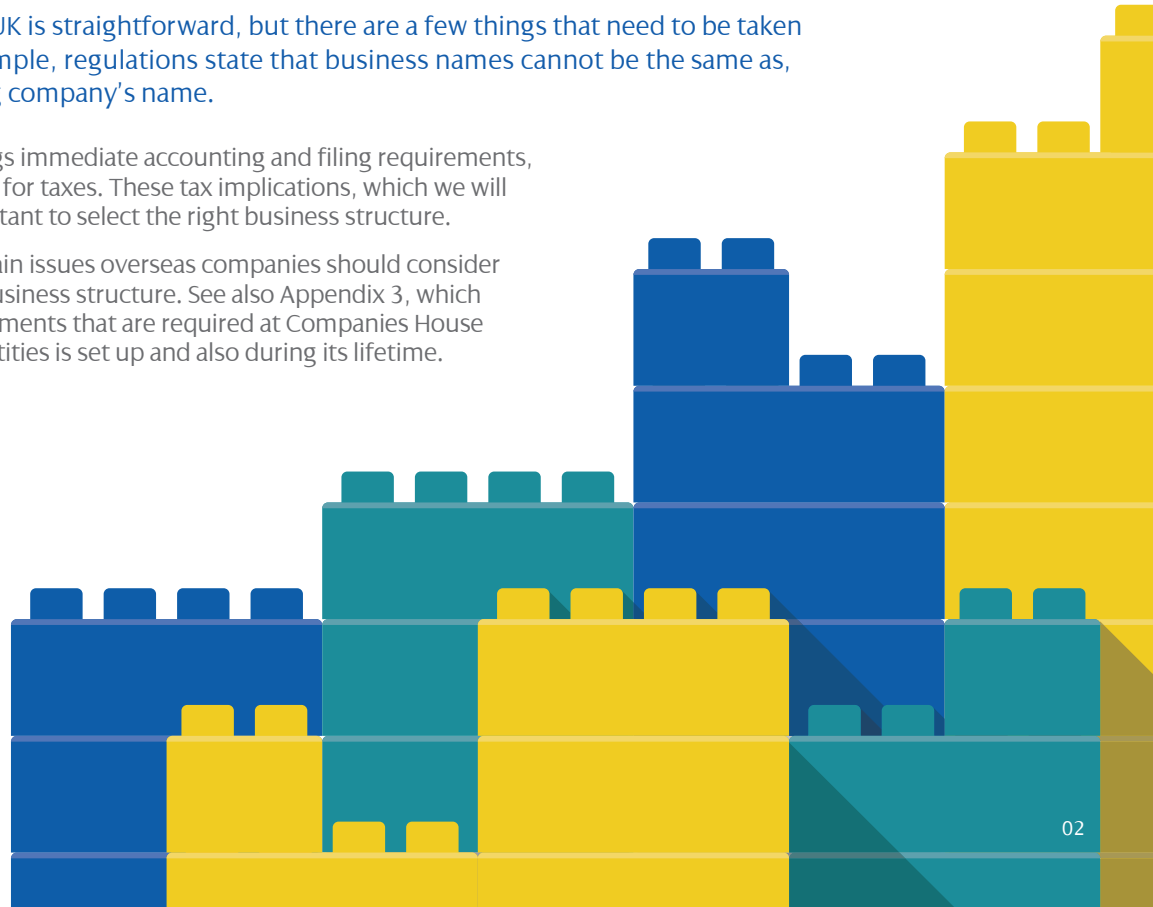 UK is straightforward, but there are a few things that need to be taken
mple, regulations state that business names cannot be the same as,
company's name.
gs immediate accounting and filing requirements,
for taxes. These tax implications, which we will
tant to select the right business structure.
ain issues overseas companies should consider
usiness structure. See also Appendix 3, which
ments that are required at Companies House
tities is set up and also during its lifetime.
02